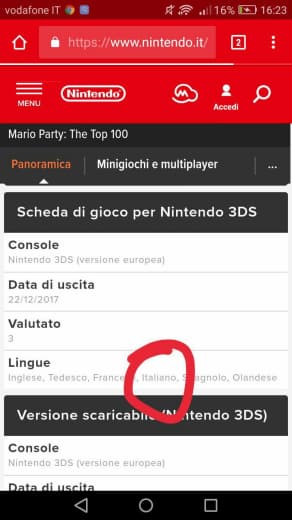 vodafone IT 16% 16:23
https://www.nintendo.it/ 2
MENU Nintendo Accedi
Mario Party: The Top 100
Panoramica Minigiochi e multiplayer ...
Scheda di gioco per Nintendo 3DS
Console
Nintendo 3DS (versione europea)
Data di uscita
22/12/2017
Valutato
3
Lingue
Inglese, Tedesco, Francese, Italiano, Spagnolo, Olandese
Versione scaricabile (Nintendo 3DS)
Console
Nintendo 3DS (versione europea)
Data di uscita